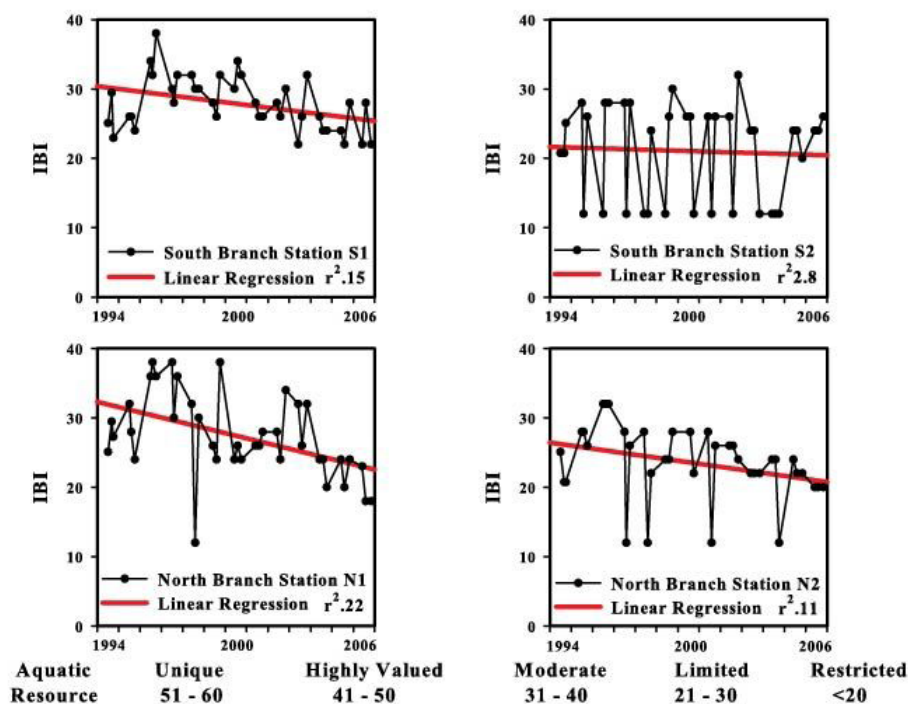 40
30
20
10
0
IBI
South Branch Station S1
Linear Regression r².15
1994
2000
2006
40
30
20
10
0
IBI
South Branch Station S2
Linear Regression r²2.8
1994
2000
2006
40
30
20
10
0
IBI
North Branch Station N1
Linear Regression r².22
1994
2000
2006
40
30
20
10
0
IBI
North Branch Station N2
Linear Regression r².11
1994
2000
2006
Aquatic Unique Highly Valued Moderate Limited Restricted
Resource 51 - 60 41 - 50 31 - 40 21 - 30 <20